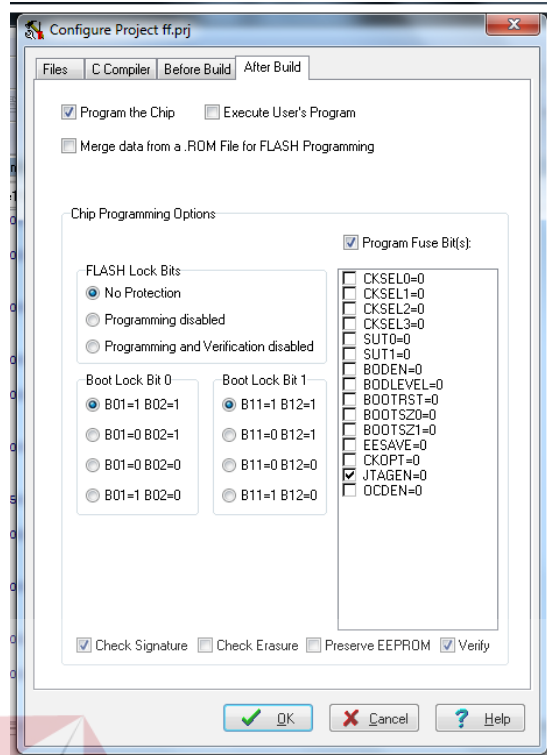 Configure Project ff.prj
Files C Compiler Before Build After Build
Program the Chip Execute User's Program
Merge data from a .ROM File for FLASH Programming
Chip Programming Options
Program Fuse Bit(s):
FLASH Lock Bits
No Protection
Programming disabled
Programming and Verification disabled
Boot Lock Bit 0
B01=1 B02=1
B01=0 B02=1
B01=0 B02=0
B01=1 B02=0
Boot Lock Bit 1
B11=1 B12=1
B11=0 B12=1
B11=0 B12=0
B11=1 B12=0
CKSEL0=0
CKSEL1=0
CKSEL2=0
CKSEL3=0
SUT0=0
SUT1=0
BODEN=0
BODLEVEL=0
BOOTRST=0
BOOTSZ0=0
BOOTSZ1=0
EESAVE=0
CKOPT=0
JTAGEN=0
OCDEN=0
Check Signature Check Erasure Preserve EEPROM Verify
OK Cancel Help